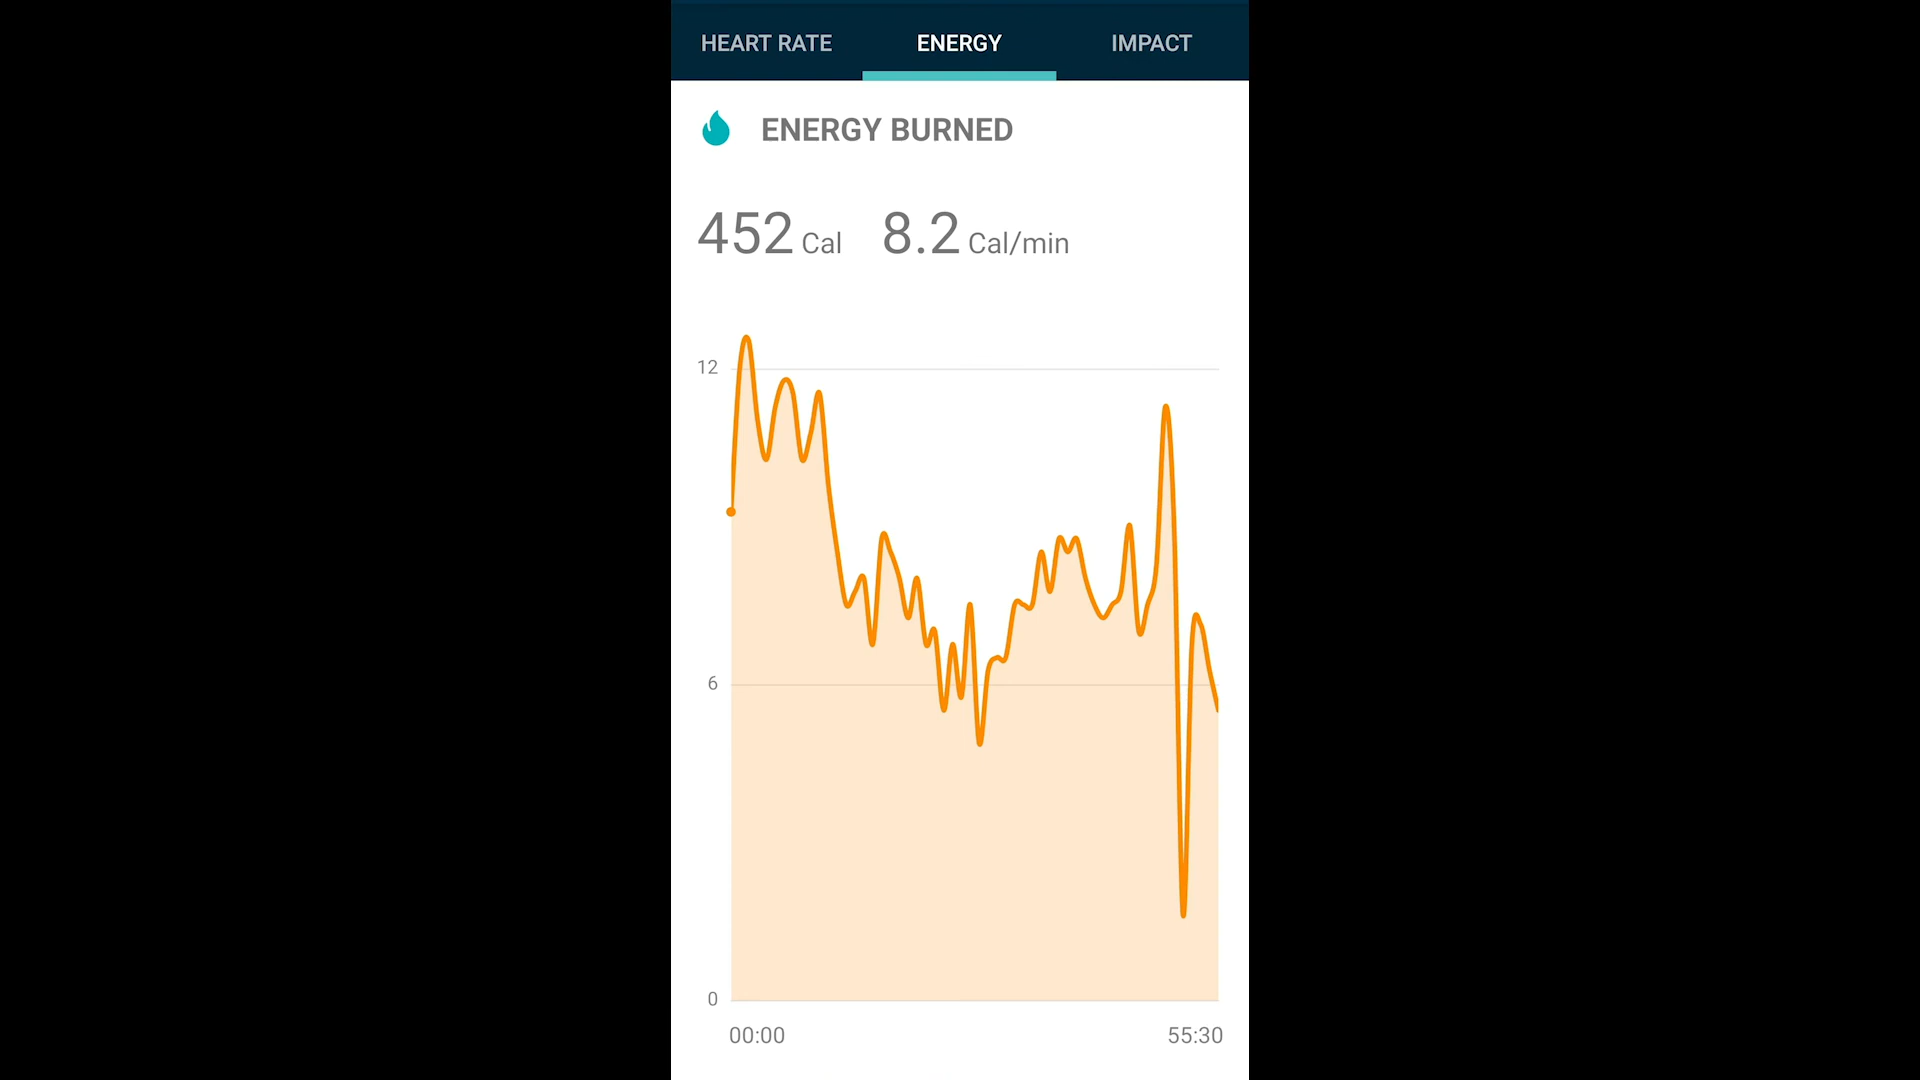 HEART RATE ENERGY IMPACT
ENERGY BURNED
452 Cal 8.2 Cal/min
12
6
0
00:00 55:30